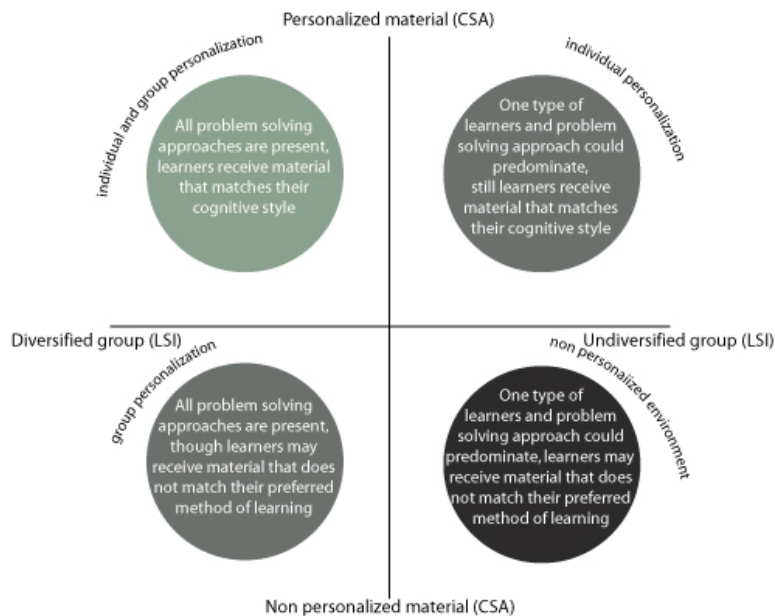 Personalized material (CSA)
individual and group personalization
All problem solving
approaches are present,
learners receive material
that matches their
cognitive style
individual personalization
One type of
learners and problem
solving approach could
predominate,
still learners receive
material that matches
their cognitive style
Diversified group (LSI)
Undiversified group (LSI)
group personalization
All problem solving
approaches are present,
though learners may
receive material that does
not match their preferred
method of learning
non personalized environment
One type of
learners and problem
solving approach could
predominate, learners may
receive material that does
not match their preferred
method of learning
Non personalized material (CSA)